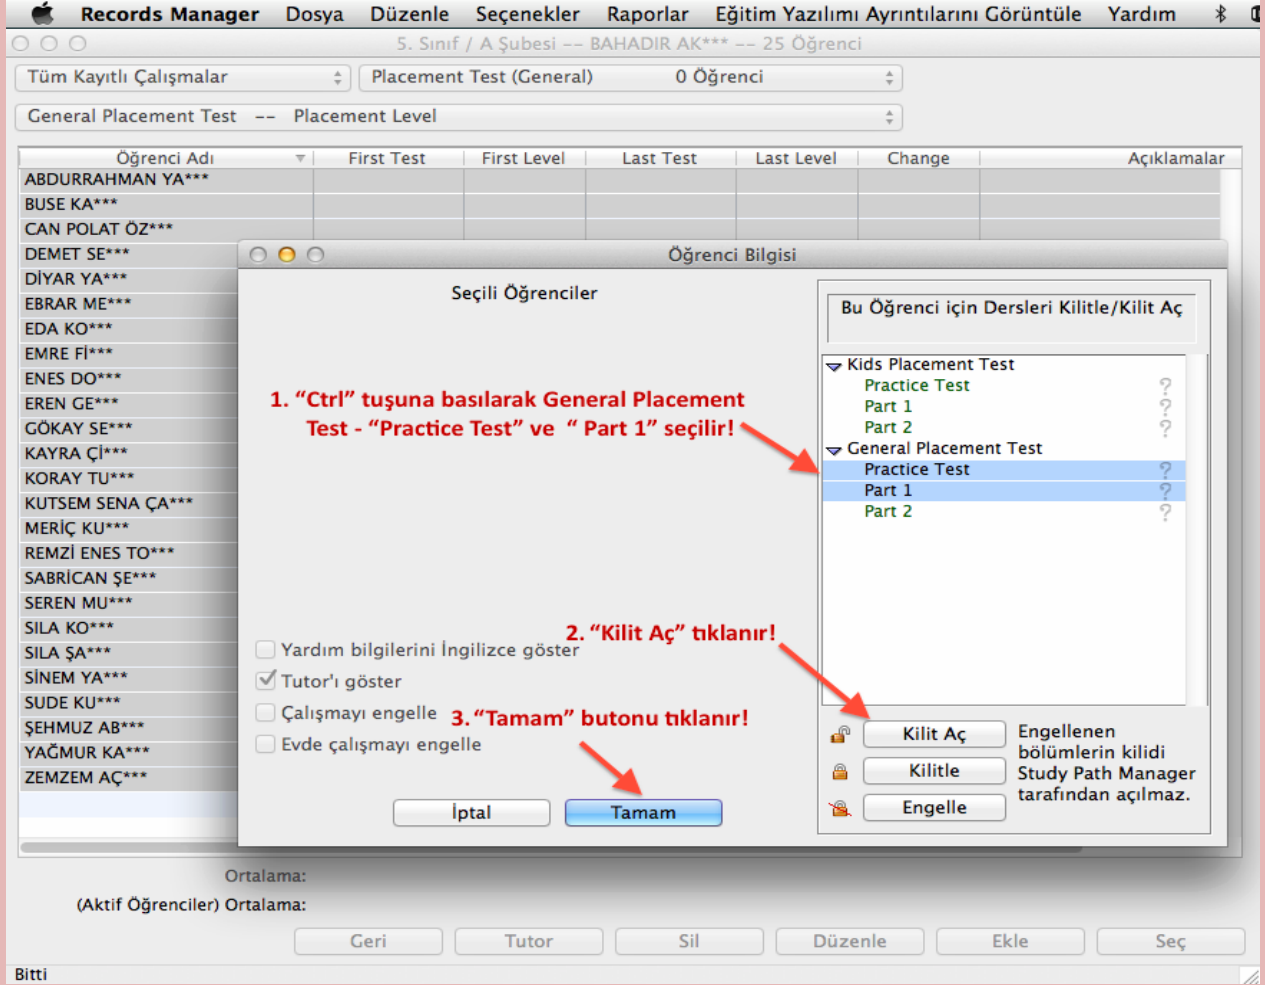 Records Manager Dosya Düzenle Seçenekler Raporlar Eğitim Yazılımı Ayrıntılarını Görüntüle Yardım
5. Sınıf / A Şubesi -- BAHADIR AK*** -- 25 Öğrenci
Tüm Kayıtlı Çalışmalar Placement Test (General) 0 Öğrenci
General Placement Test -- Placement Level
Öğrenci Adı First Test First Level Last Test Last Level Change Açıklamalar
ABDURRAHMAN YA***
BUSE KA***
CAN POLAT ÖZ***
DEMET SE***
DİYAR YA***
EBRAR ME***
EDA KO***
EMRE Fİ***
ENES DO***
EREN GE***
GÖKAY SE***
KAYRA Çİ***
KORAY TU***
KUTSEM SENA ÇA***
MERİÇ KU***
REMZİ ENES TO***
SABRİCAN ŞE***
SEREN MU***
SILA KO***
SILA ŞA***
SİNEM YA***
SUDE KU***
ŞEHMUZ AB***
YAĞMUR KA***
ZEMZEM AÇ***
Öğrenci Bilgisi
Seçili Öğrenciler
1. “Ctrl” tuşuna basılarak General Placement
Test - “Practice Test” ve “ Part 1” seçilir!
2. “Kilit Aç” tıklanır!
Yardım bilgilerini İngilizce göster
Tutor'ı göster
Çalışmayı engelle
3. “Tamam” butonu tıklanır!
Evde çalışmayı engelle
İptal Tamam
Bu Öğrenci için Dersleri Kilitle/Kilit Aç
Kids Placement Test
Practice Test ?
Part 1 ?
Part 2 ?
General Placement Test
Practice Test ?
Part 1 ?
Part 2 ?
Kilit Aç
Kilitle
Engelle
Engellenen
bölümlerin kilidi
Study Path Manager
tarafından açılmaz.
Ortalama:
(Aktif Öğrenciler) Ortalama:
Geri Tutor Sil Düzenle Ekle Seç
Bitti